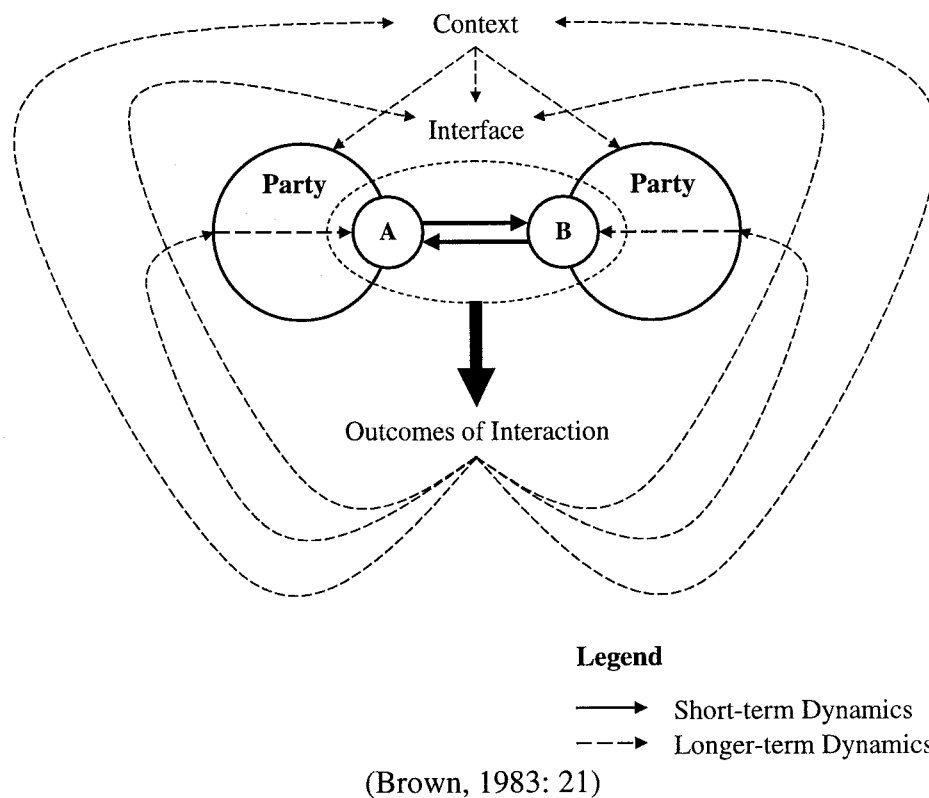 Context
Interface
Party
Party
A
B
Outcomes of Interaction
Legend
Short-term Dynamics
Longer-term Dynamics
(Brown, 1983: 21)